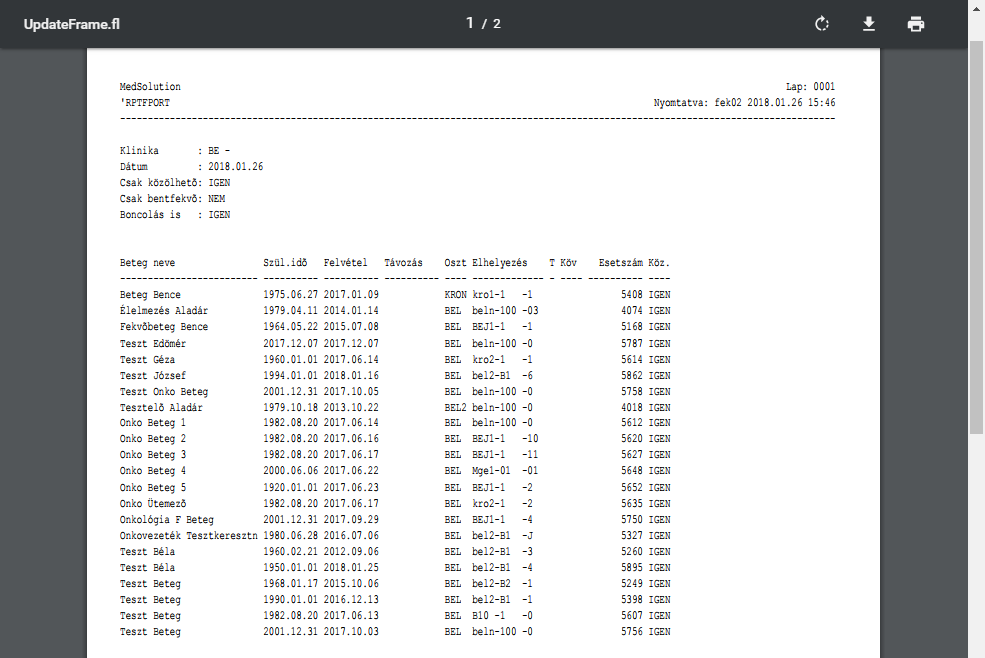 UpdateFrame.fl 1 / 2
MedSolution Lap: 0001
'RPTFPORT Nyomtatva: fek02 2018.01.26 15:46
Klinika : BE -
Dátum : 2018.01.26
Csak közölhetõ: IGEN
Csak bentfekvõ: NEM
Boncolás is : IGEN
Beteg neve Szül.idõ Felvétel Távozás Oszt Elhelyezés T Köv Esetszám Köz.
Beteg Bence 1975.06.27 2017.01.09 KRON kro1-1 -1 5408 IGEN
Élelmezés Aladár 1979.04.11 2014.01.14 BEL beln-100 -03 4074 IGEN
Fekvõbeteg Bence 1964.05.22 2015.07.08 BEL BEJ1-1 -1 5168 IGEN
Teszt Edömér 2017.12.07 2017.12.07 BEL beln-100 -0 5787 IGEN
Teszt Géza 1960.01.01 2017.06.14 BEL kro2-1 -1 5614 IGEN
Teszt József 1994.01.01 2018.01.16 BEL bel2-B1 -6 5862 IGEN
Teszt Onko Beteg 2001.12.31 2017.10.05 BEL beln-100 -0 5758 IGEN
Tesztelõ Aladár 1979.10.18 2013.10.22 BEL2 beln-100 -0 4018 IGEN
Onko Beteg 1 1982.08.20 2017.06.14 BEL beln-100 -0 5612 IGEN
Onko Beteg 2 1982.08.20 2017.06.16 BEL BEJ1-1 -10 5620 IGEN
Onko Beteg 3 1982.08.20 2017.06.17 BEL BEJ1-1 -11 5627 IGEN
Onko Beteg 4 2000.06.06 2017.06.22 BEL Mge1-01 -01 5648 IGEN
Onko Beteg 5 1920.01.01 2017.06.23 BEL BEJ1-1 -2 5652 IGEN
Onko Ütemezõ 1982.08.20 2017.06.17 BEL kro2-1 -2 5635 IGEN
Onkológia F Beteg 2001.12.31 2017.09.29 BEL BEJ1-1 -4 5750 IGEN
Onkovezeték Tesztkeresztn 1980.06.28 2016.07.06 BEL bel2-B1 -J 5327 IGEN
Teszt Béla 1960.02.21 2012.09.06 BEL bel2-B1 -3 5260 IGEN
Teszt Béla 1950.01.01 2018.01.25 BEL bel2-B1 -4 5895 IGEN
Teszt Beteg 1968.01.17 2015.10.06 BEL bel2-B2 -1 5249 IGEN
Teszt Beteg 1990.01.01 2016.12.13 BEL bel2-B1 -1 5398 IGEN
Teszt Beteg 1982.08.20 2017.06.13 BEL B10 -1 -0 5607 IGEN
Teszt Beteg 2001.12.31 2017.10.03 BEL beln-100 -0 5756 IGEN